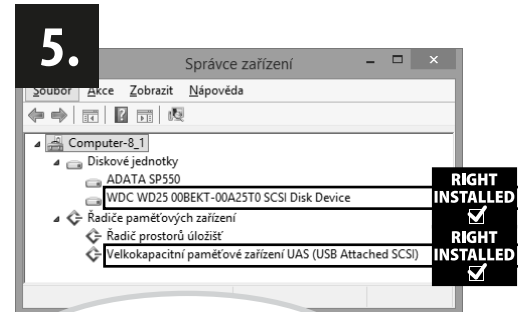 5.
Správce zařízení
Soubor Akce Zobrazit Nápověda
Computer-8_1
Diskové jednotky
ADATA SP550
WDC WD25 00BEKT-00A25T0 SCSI Disk Device
RIGHT
INSTALLED
Řadiče paměťových zařízení
Řadič prostorů úložišť
Velkokapacitní paměťové zařízení UAS (USB Attached SCSI)
RIGHT
INSTALLED